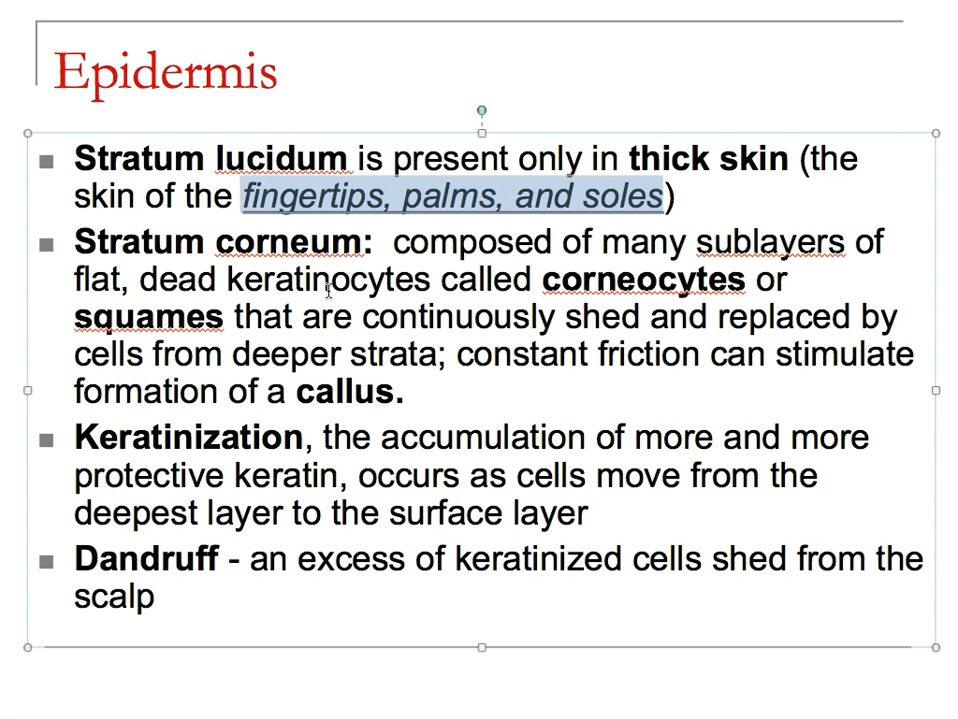 Epidermis
Stratum lucidum is present only in thick skin (the
skin of the fingertips, palms, and soles)
Stratum corneum:  composed of many sublayers of
flat, dead keratinocytes called corneocytes or
squames that are continuously shed and replaced by
cells from deeper strata; constant friction can stimulate
formation of a callus.
Keratinization, the accumulation of more and more
protective keratin, occurs as cells move from the
deepest layer to the surface layer
Dandruff - an excess of keratinized cells shed from the
scalp